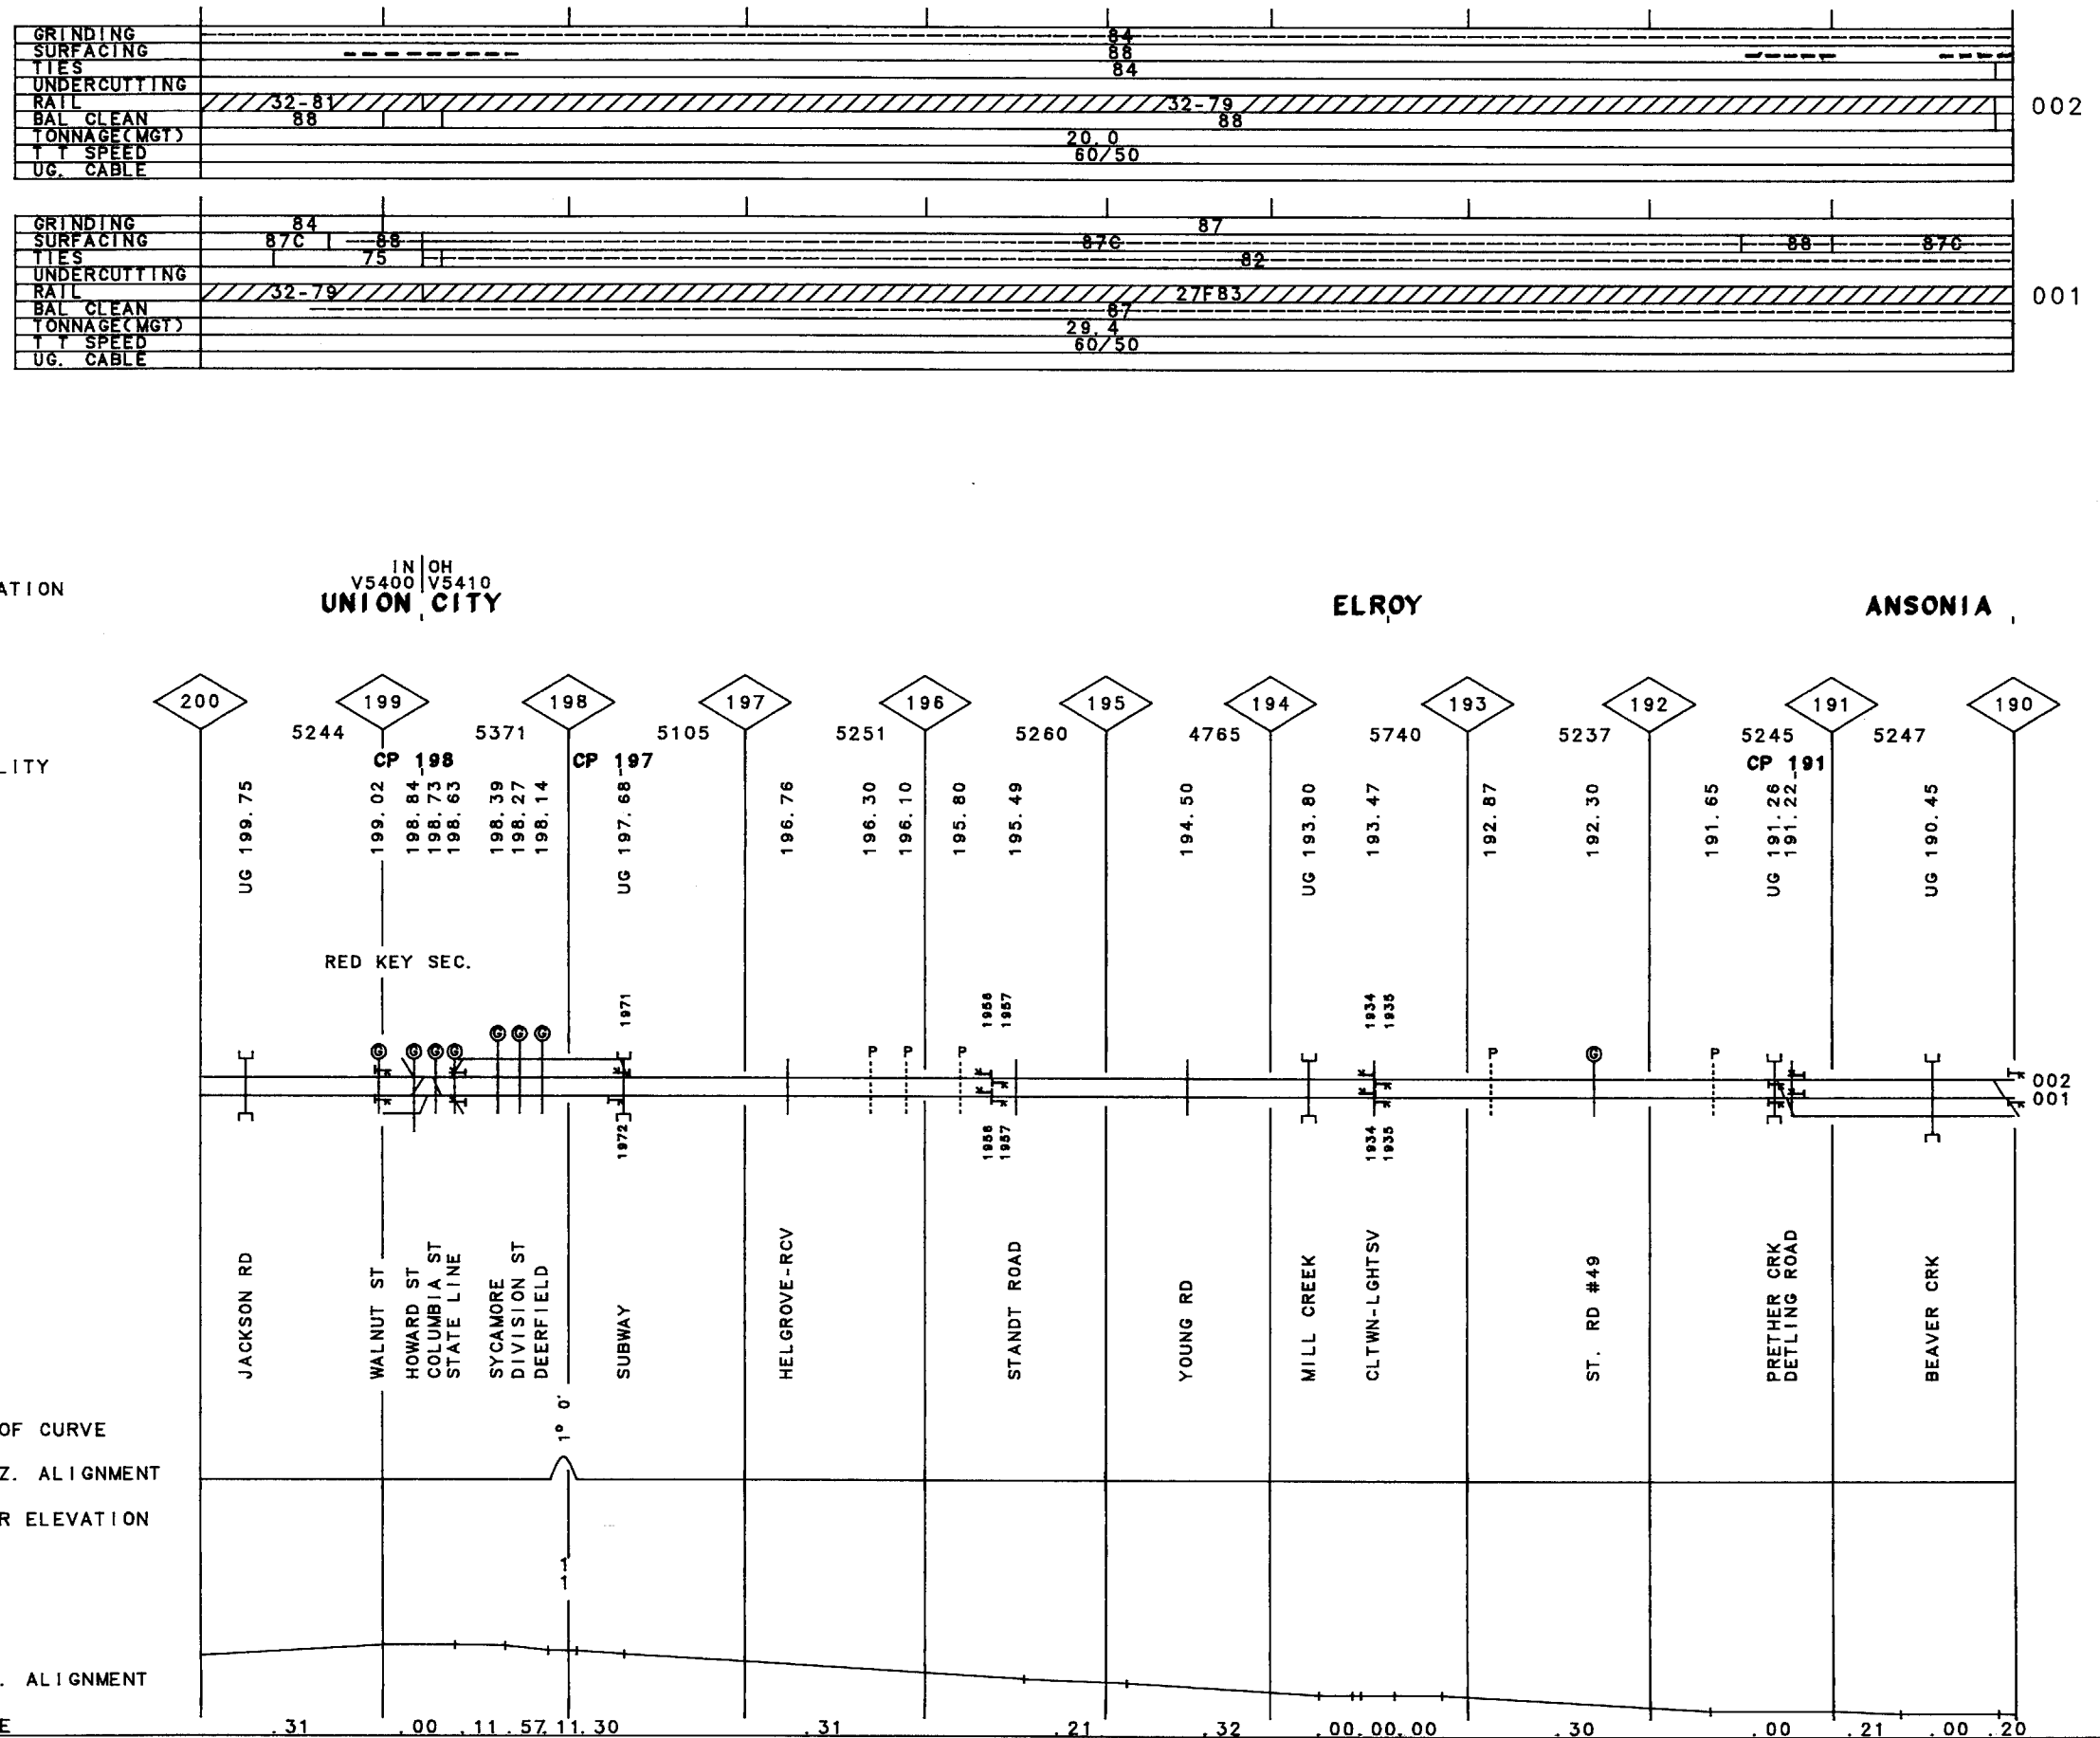 GRINDING 84
SURFACING 88
TIES 84
UNDERCUTTING
RAIL 32-81 32-79 002
BAL CLEAN 88 88
TONNAGE(MGT) 20.0
T T SPEED 60/50
UG. CABLE
GRINDING 84 87
SURFACING 87C 88 87C 88 87C
TIES 75 82
UNDERCUTTING
RAIL 32-79 27F83 001
BAL CLEAN 87
TONNAGE(MGT) 29.4
T T SPEED 60/50
UG. CABLE
IN OH
V5400 V5410
ATION
UNION CITY ELROY ANSONIA
200 199 198 197 196 195 194 193 192 191 190
5244 5371 5105 5251 5260 4765 5740 5237 5245 5247
LITY
CP 198 CP 197 CP 191
UG 199.75
199.02
198.84
198.73
198.63
198.39
198.27
198.14
UG 197.68
196.76
196.30
196.10
195.80
195.49
194.50
UG 193.80
193.47
192.87
192.30
191.65
UG 191.26
191.22
UG 190.45
RED KEY SEC.
1971 1958 1957 1934 1935
G G G G G G G P P P P G P
002
001
1972 1958 1957 1934 1935
JACKSON RD
WALNUT ST
HOWARD ST
COLUMBIA ST
STATE LINE
SYCAMORE
DIVISION ST
DEERFIELD
SUBWAY
HELGROVE-RCV
STANDT ROAD
YOUNG RD
MILL CREEK
CLTWN-LGHTSV
ST. RD #49
PRETHER CRK
DETLING ROAD
BEAVER CRK
1° 0'
OF CURVE
Z. ALIGNMENT
R ELEVATION
1
1
. ALIGNMENT
E .31 .00 .11 .57 .11 .30 .31 .21 .32 .00 .00 .00 .30 .00 .21 .00 .20